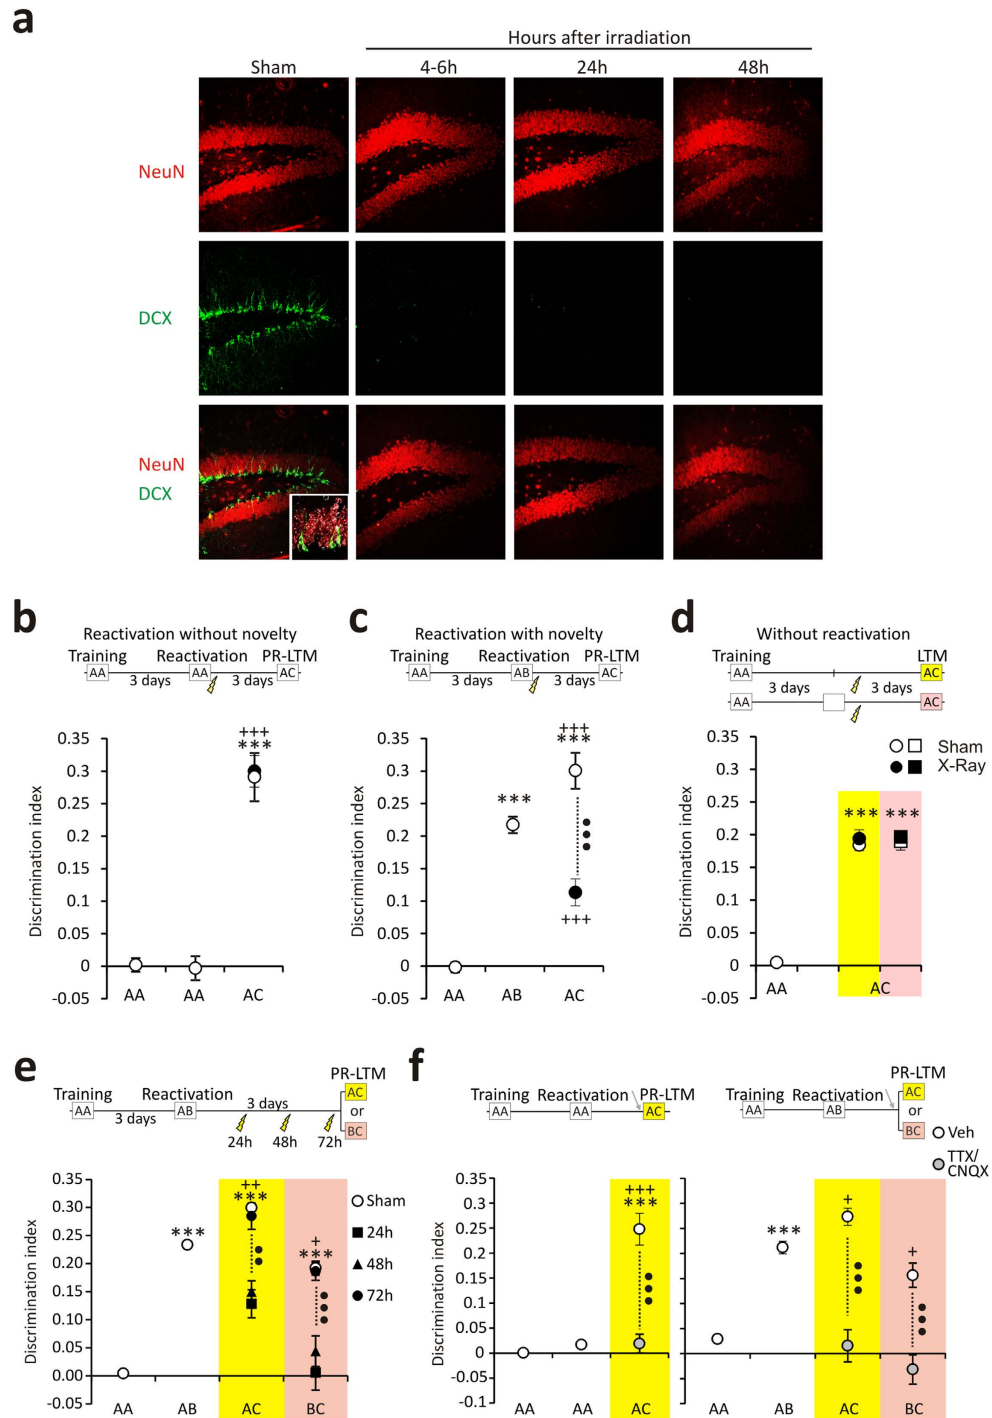 a
Hours after irradiation
Sham 4-6h 24h 48h
NeuN
DCX
NeuN
DCX
b
Reactivation without novelty
Training Reactivation PR-LTM
AA AA AC
3 days 3 days
+++
***
0.35
0.3
0.25
0.2
0.15
0.1
0.05
0
-0.05
Discrimination index
AA AA AC
c
Reactivation with novelty
Training Reactivation PR-LTM
AA AB AC
3 days 3 days
+++
***
***
+++
0.35
0.3
0.25
0.2
0.15
0.1
0.05
0
-0.05
Discrimination index
AA AB AC
d
Without reactivation
Training LTM
AA AC
3 days 3 days
AA AC
Sham
X-Ray
*** ***
0.35
0.3
0.25
0.2
0.15
0.1
0.05
0
-0.05
Discrimination index
AA AC
e
PR-LTM
Training Reactivation AC
AA AB 3 days or
3 days BC
24h 48h 72h
++
***
***
+
***
Sham
24h
48h
72h
0.35
0.30
0.25
0.20
0.15
0.10
0.05
0.00
-0.05
Discrimination index
AA AB AC BC
f
Training Reactivation PR-LTM
AA AA AC
PR-LTM
Training Reactivation AC
AA AB or
BC
Veh
TTX/
CNQX
+++
***
***
+
+
0.35
0.3
0.25
0.2
0.15
0.1
0.05
0
-0.05
-0.1
Discrimination index
AA AA AC AA AB AC BC